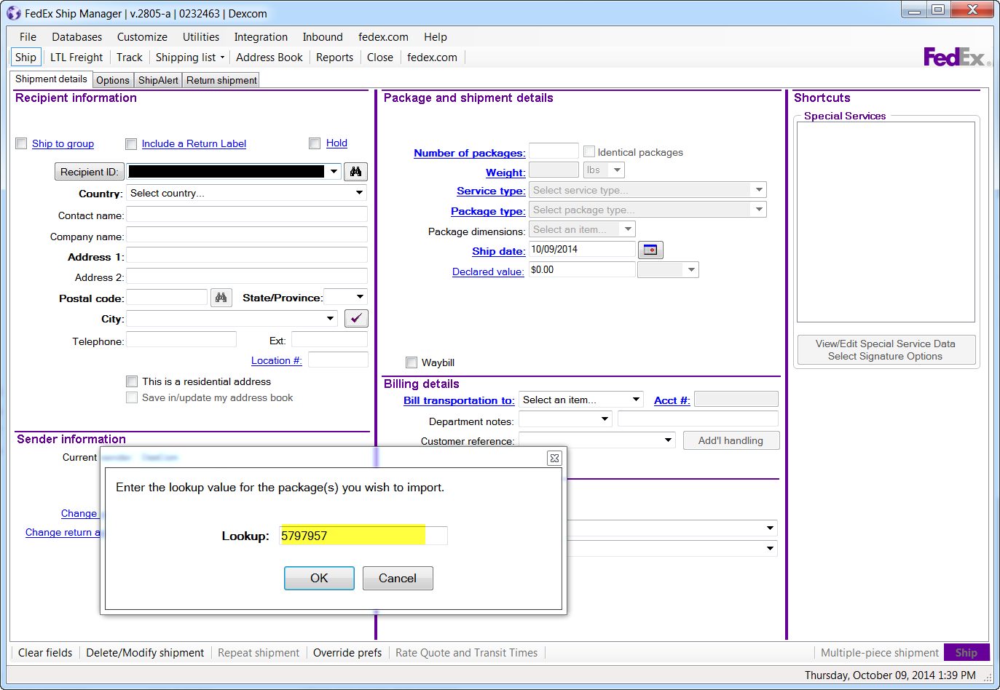 FedEx Ship Manager | v.2805-a | 0232463 | Dexcom
File Databases Customize Utilities Integration Inbound fedex.com Help
Ship LTL Freight Track Shipping list Address Book Reports Close fedex.com
FedEx®
Shipment details Options ShipAlert Return shipment
Recipient information
Ship to group Include a Return Label Hold
Recipient ID:
Country: Select country...
Contact name:
Company name:
Address 1:
Address 2:
Postal code: State/Province:
City:
Telephone: Ext:
Location #:
This is a residential address
Save in/update my address book
Sender information
Current
Change
Change return a
Package and shipment details
Number of packages: Identical packages
Weight: lbs
Service type: Select service type...
Package type: Select package type...
Package dimensions: Select an item...
Ship date: 10/09/2014
Declared value: $0.00
Waybill
Billing details
Bill transportation to: Select an item... Acct #:
Department notes:
Customer reference: Add'l handling
Shortcuts
Special Services
View/Edit Special Service Data
Select Signature Options
Enter the lookup value for the package(s) you wish to import.
Lookup: 5797957
OK Cancel
Clear fields Delete/Modify shipment Repeat shipment Override prefs Rate Quote and Transit Times Multiple-piece shipment Ship
Thursday, October 09, 2014 1:39 PM